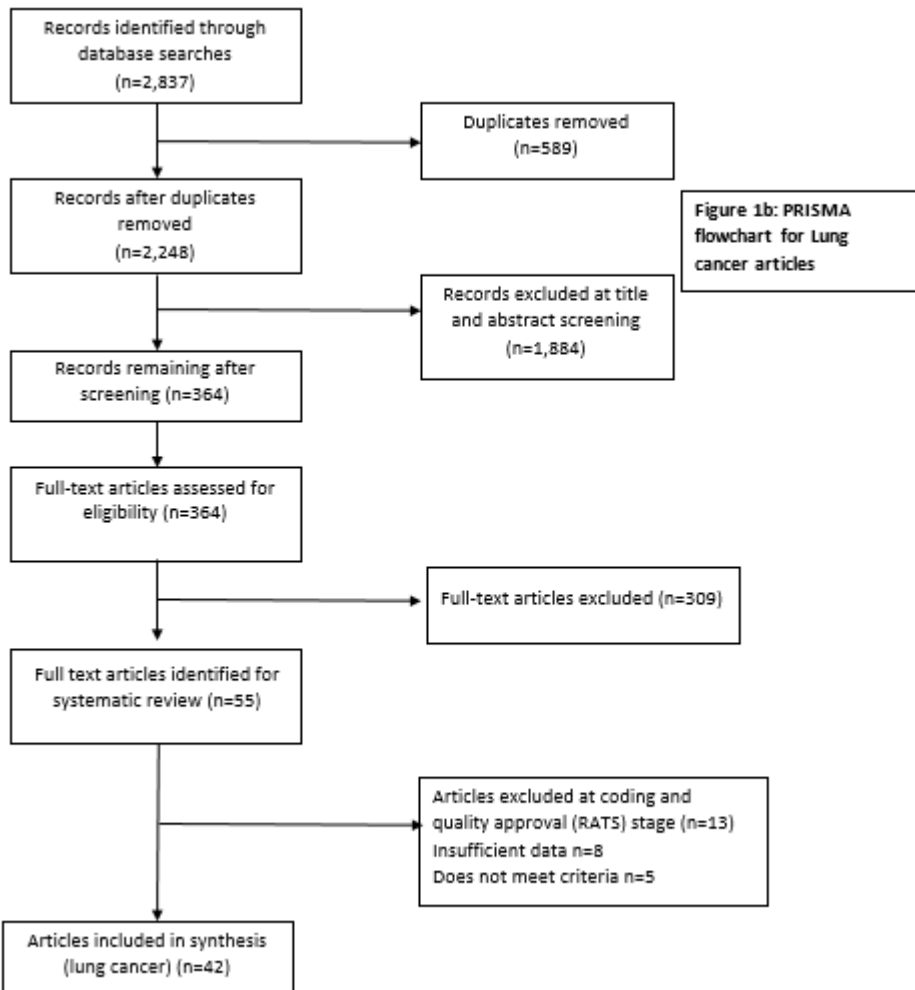 Records identified through
database searches
(n=2,837)
Duplicates removed
(n=589)
Records after duplicates
removed
(n=2,248)
Figure 1b: PRISMA
flowchart for Lung
cancer articles
Records excluded at title
and abstract screening
(n=1,884)
Records remaining after
screening (n=364)
Full-text articles assessed for
eligibility (n=364)
Full-text articles excluded (n=309)
Full text articles identified for
systematic review (n=55)
Articles excluded at coding and
quality approval (RATS) stage (n=13)
Insufficient data n=8
Does not meet criteria n=5
Articles included in synthesis
(lung cancer) (n=42)